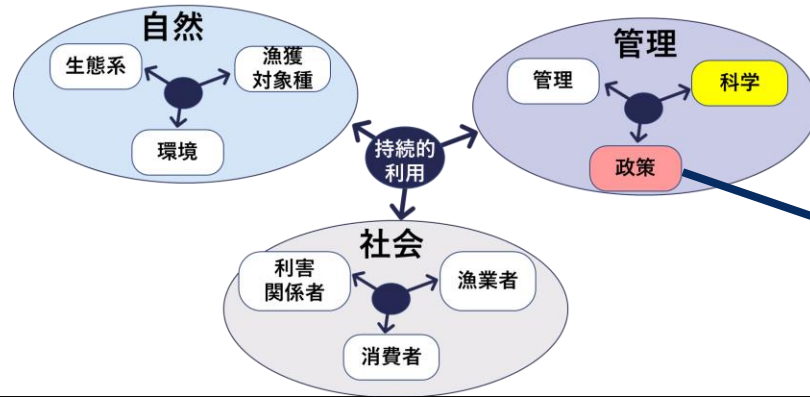 自然
生態系
漁獲
対象種
環境
管理
管理
科学
政策
持続的
利用
社会
利害
関係者
漁業者
消費者